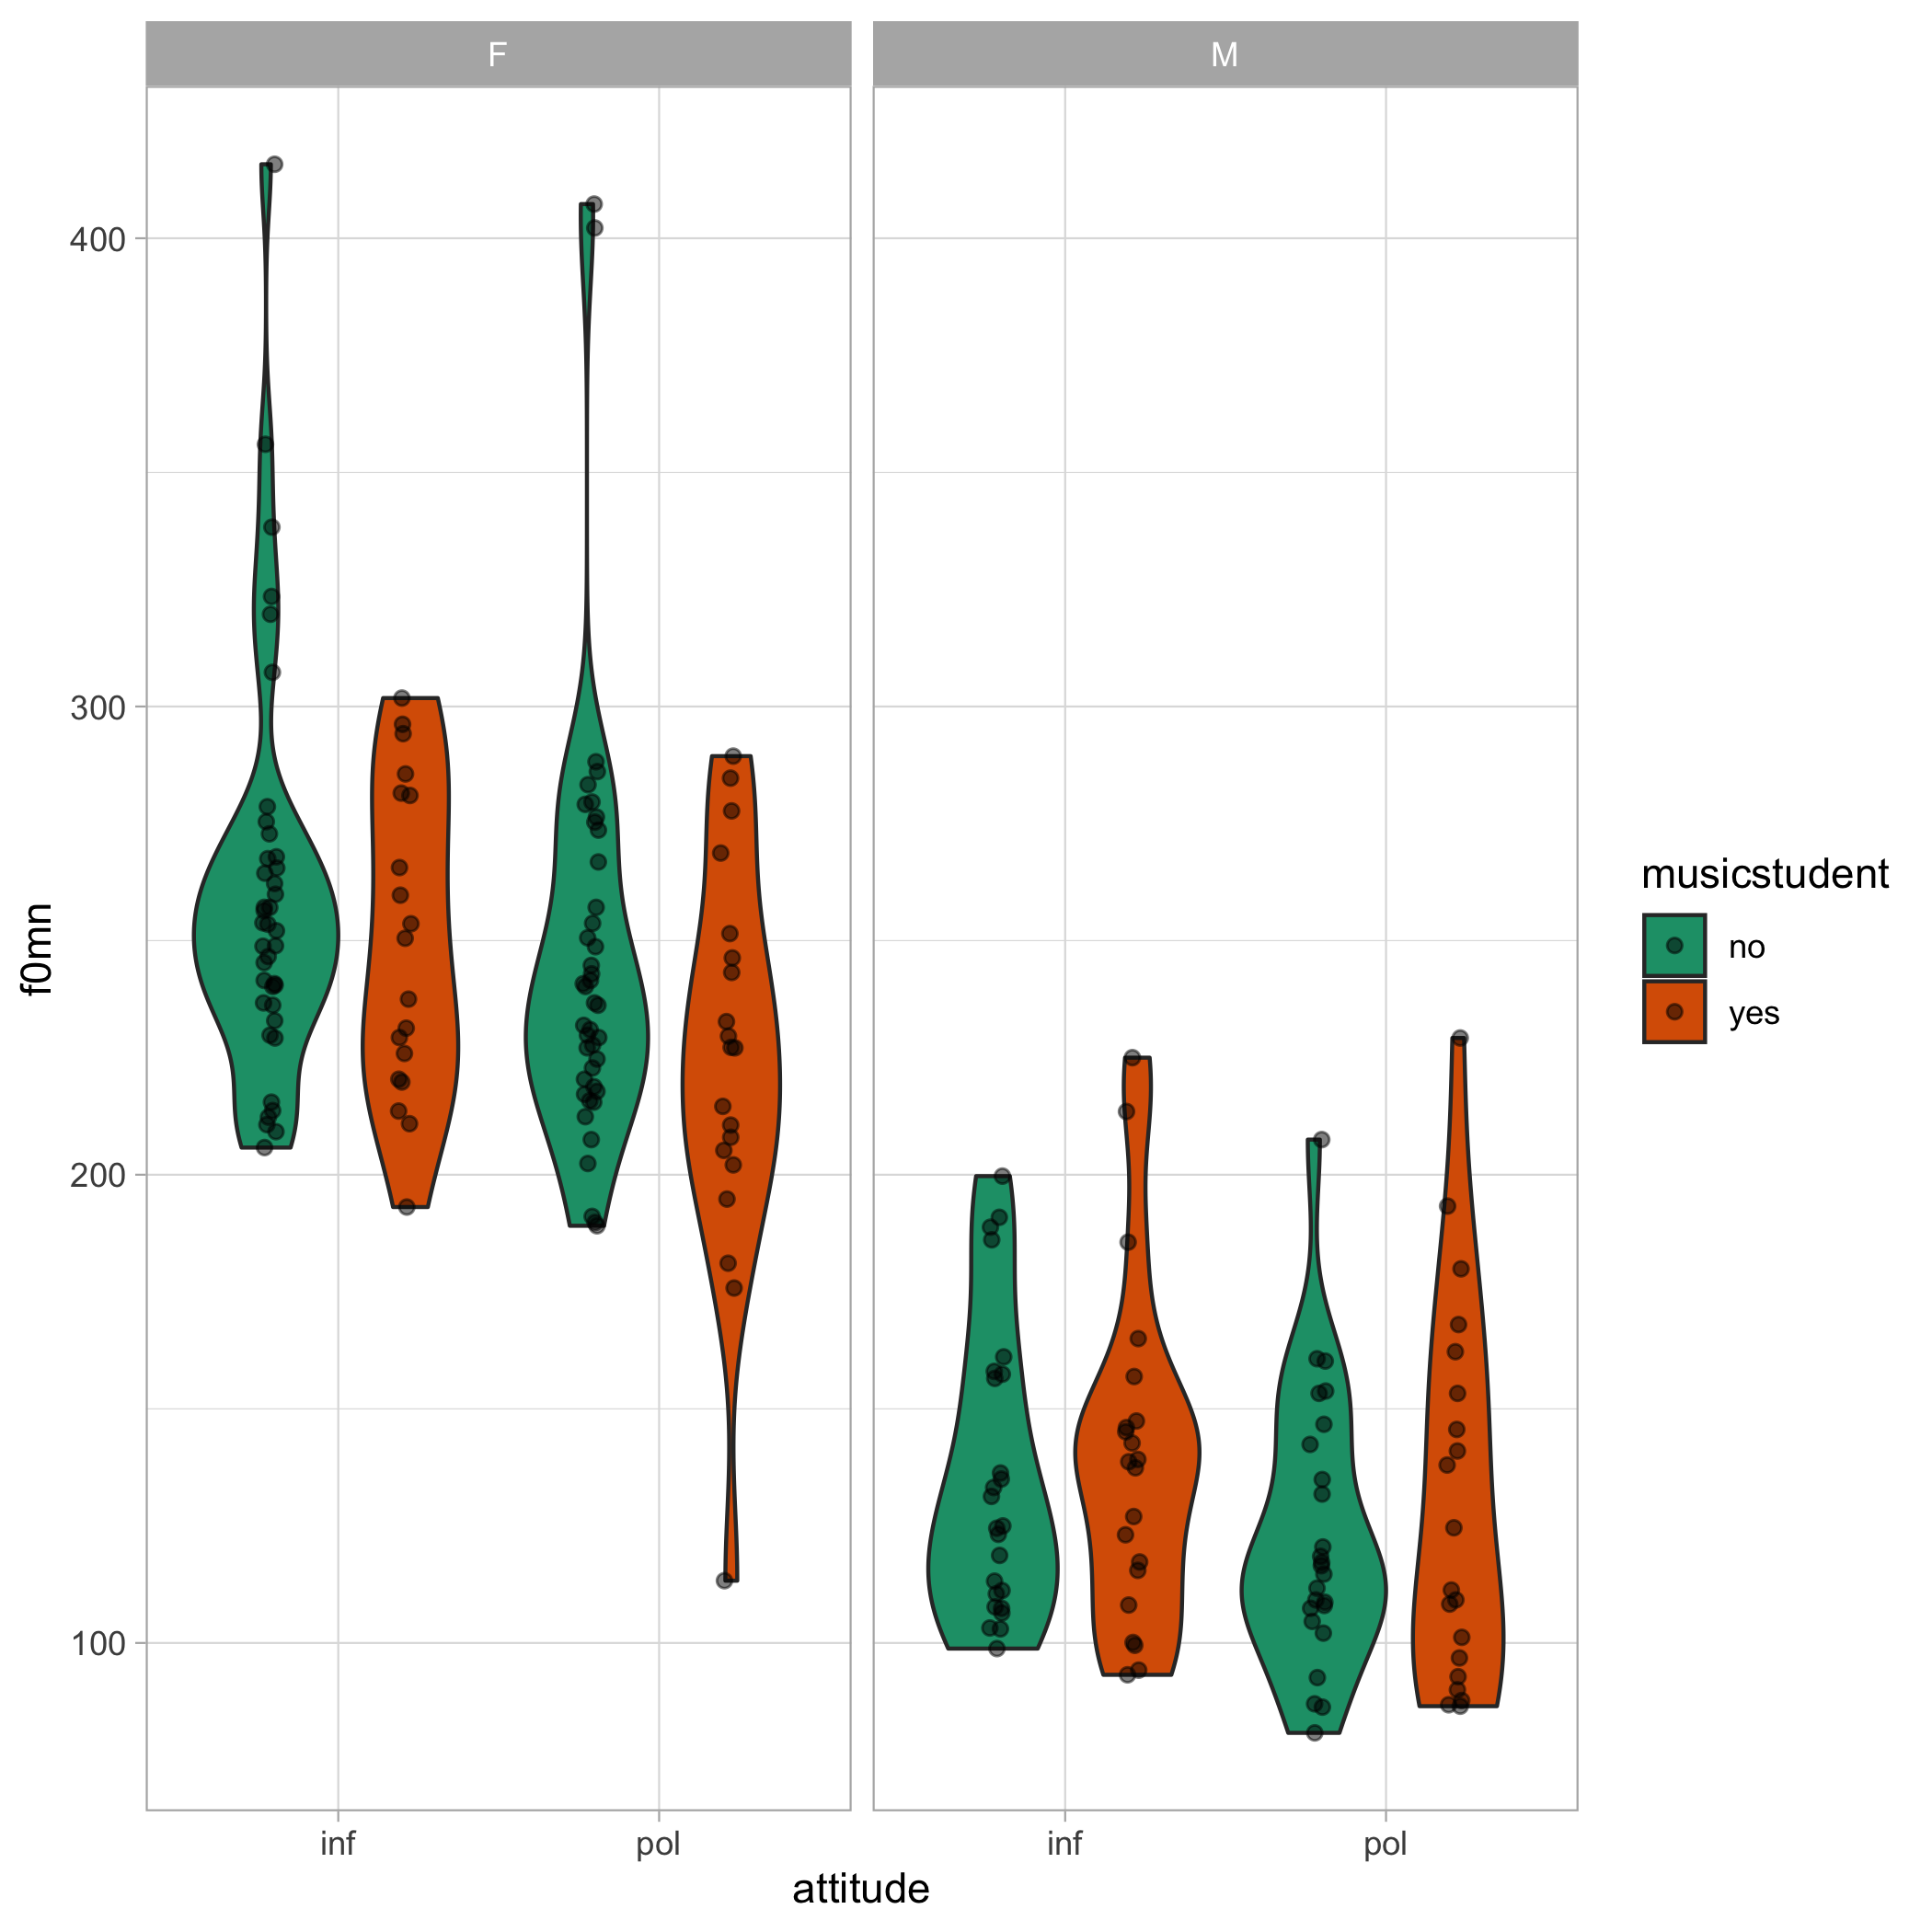 F
M
400
300
200
100
f0mn
inf
pol
inf
pol
attitude
musicstudent
no
yes